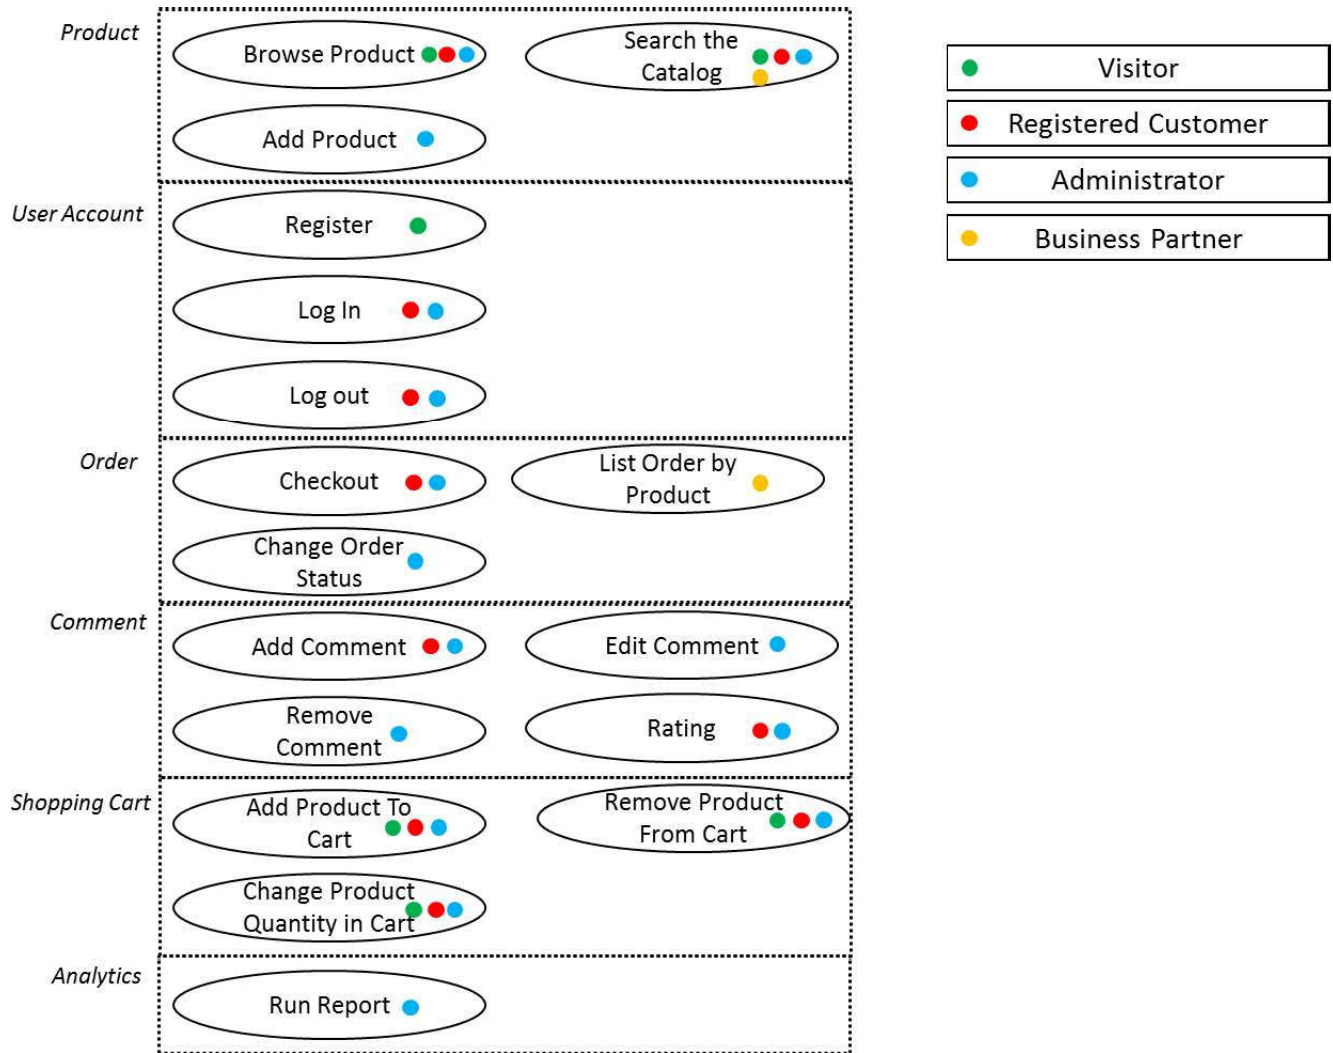 Product
Browse Product
Search the
Catalog
Add Product
User Account
Register
Log In
Log out
Order
Checkout
List Order by
Product
Change Order
Status
Comment
Add Comment
Edit Comment
Remove
Comment
Rating
Shopping Cart
Add Product To
Cart
Remove Product
From Cart
Change Product
Quantity in Cart
Analytics
Run Report
Visitor
Registered Customer
Administrator
Business Partner